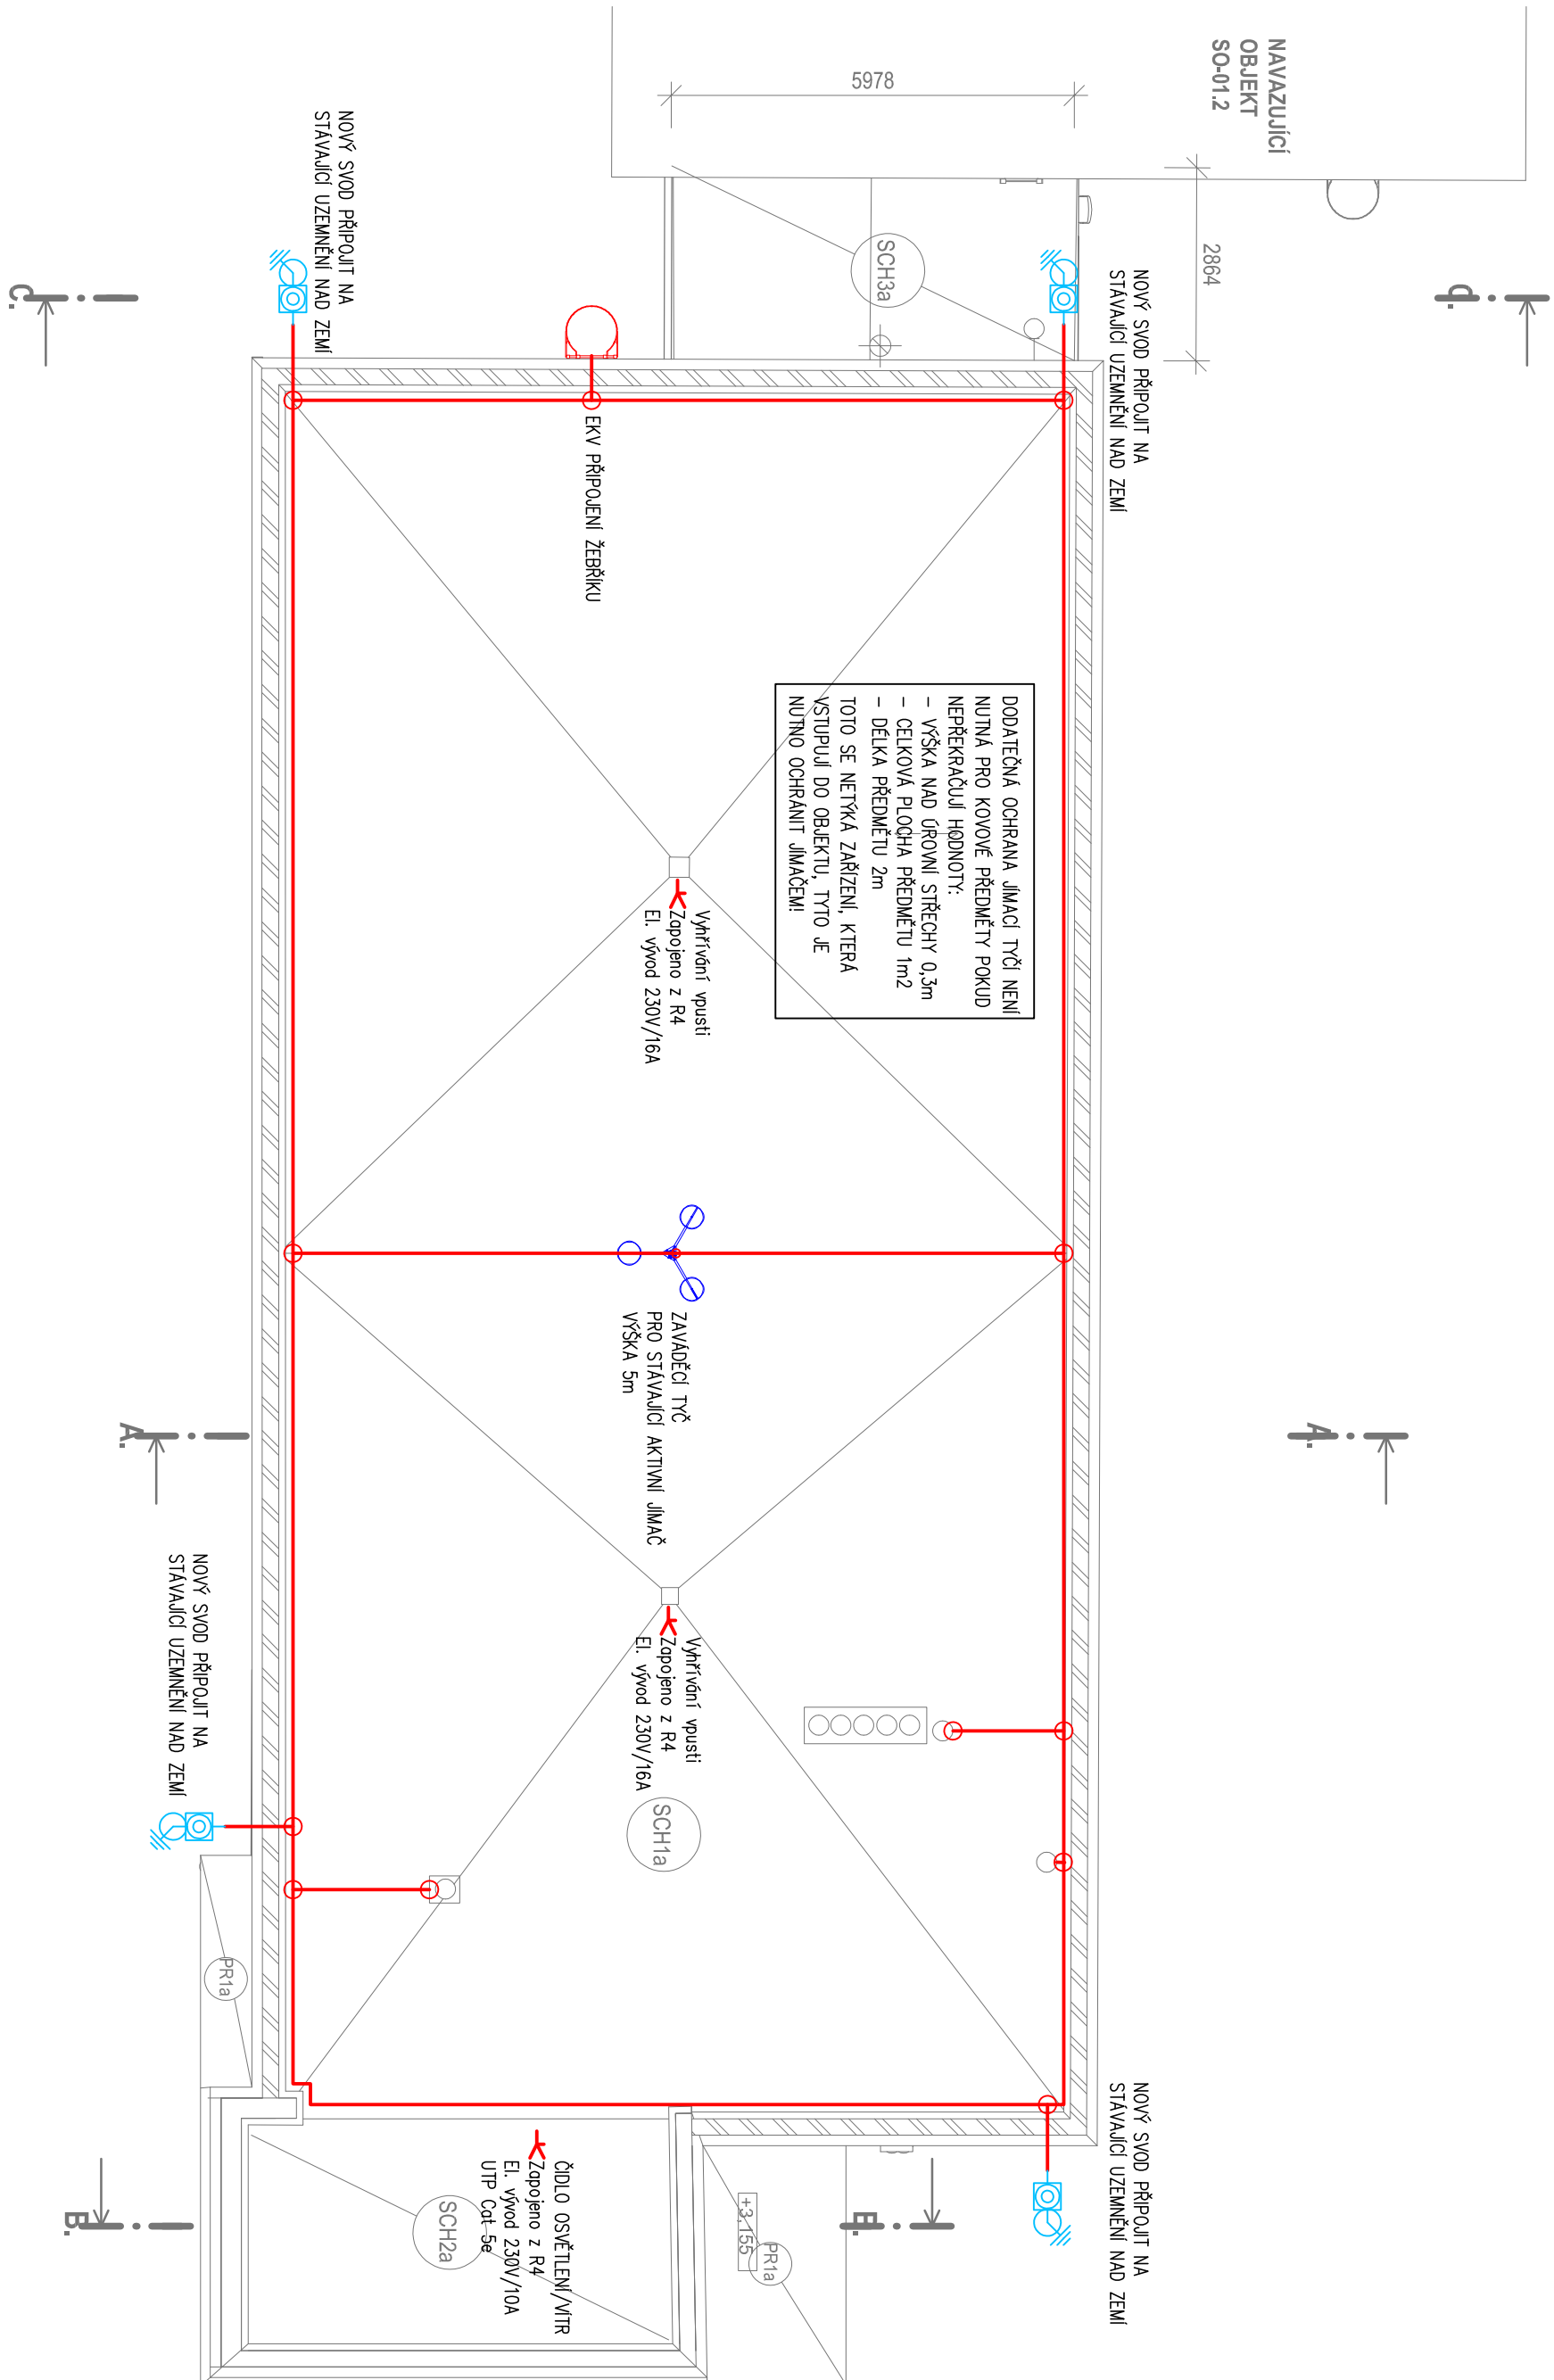 NAVAZUJÍCÍ
OBJEKT
SO-01.2
5978
2864
NOVÝ SVOD PŘIPOJIT NA
STÁVAJÍCÍ UZEMNĚNÍ NAD ZEMÍ
NOVÝ SVOD PŘIPOJIT NA
STÁVAJÍCÍ UZEMNĚNÍ NAD ZEMÍ
SCH3a
C.
EKV PŘIPOJENÍ ŽEBŘÍKU
DODATEČNÁ OCHRANA JÍMACÍ TYČÍ NENÍ
NUTNÁ PRO KOVOVÉ PŘEDMĚTY POKUD
NEPŘEKRAČUJÍ HODNOTY:
– VÝŠKA NAD ÚROVNÍ STŘECHY 0,3m
– CELKOVÁ PLOCHA PŘEDMĚTU 1m2
– DÉLKA PŘEDMĚTU 2m
TOTO SE NETÝKÁ ZAŘÍZENÍ, KTERÁ
VSTUPUJÍ DO OBJEKTU, TYTO JE
NUTNO OCHRÁNIT JÍMAČEM!
Vyhřívání vpusti
Zapojeno z R4
El. vývod 230V/16A
ZAVÁDĚCÍ TYČ
PRO STÁVAJÍCÍ AKTIVNÍ JÍMAČ
VÝŠKA 5m
A.
A.
NOVÝ SVOD PŘIPOJIT NA
STÁVAJÍCÍ UZEMNĚNÍ NAD ZEMÍ
Vyhřívání vpusti
Zapojeno z R4
El. vývod 230V/16A
SCH1a
PR1a
NOVÝ SVOD PŘIPOJIT NA
STÁVAJÍCÍ UZEMNĚNÍ NAD ZEMÍ
ČIDLO OSVĚTLENÍ/VÍTR
Zapojeno z R4
El. vývod 230V/10A
UTP Cat 5e
SCH2a
+3,155
PR1a
B.